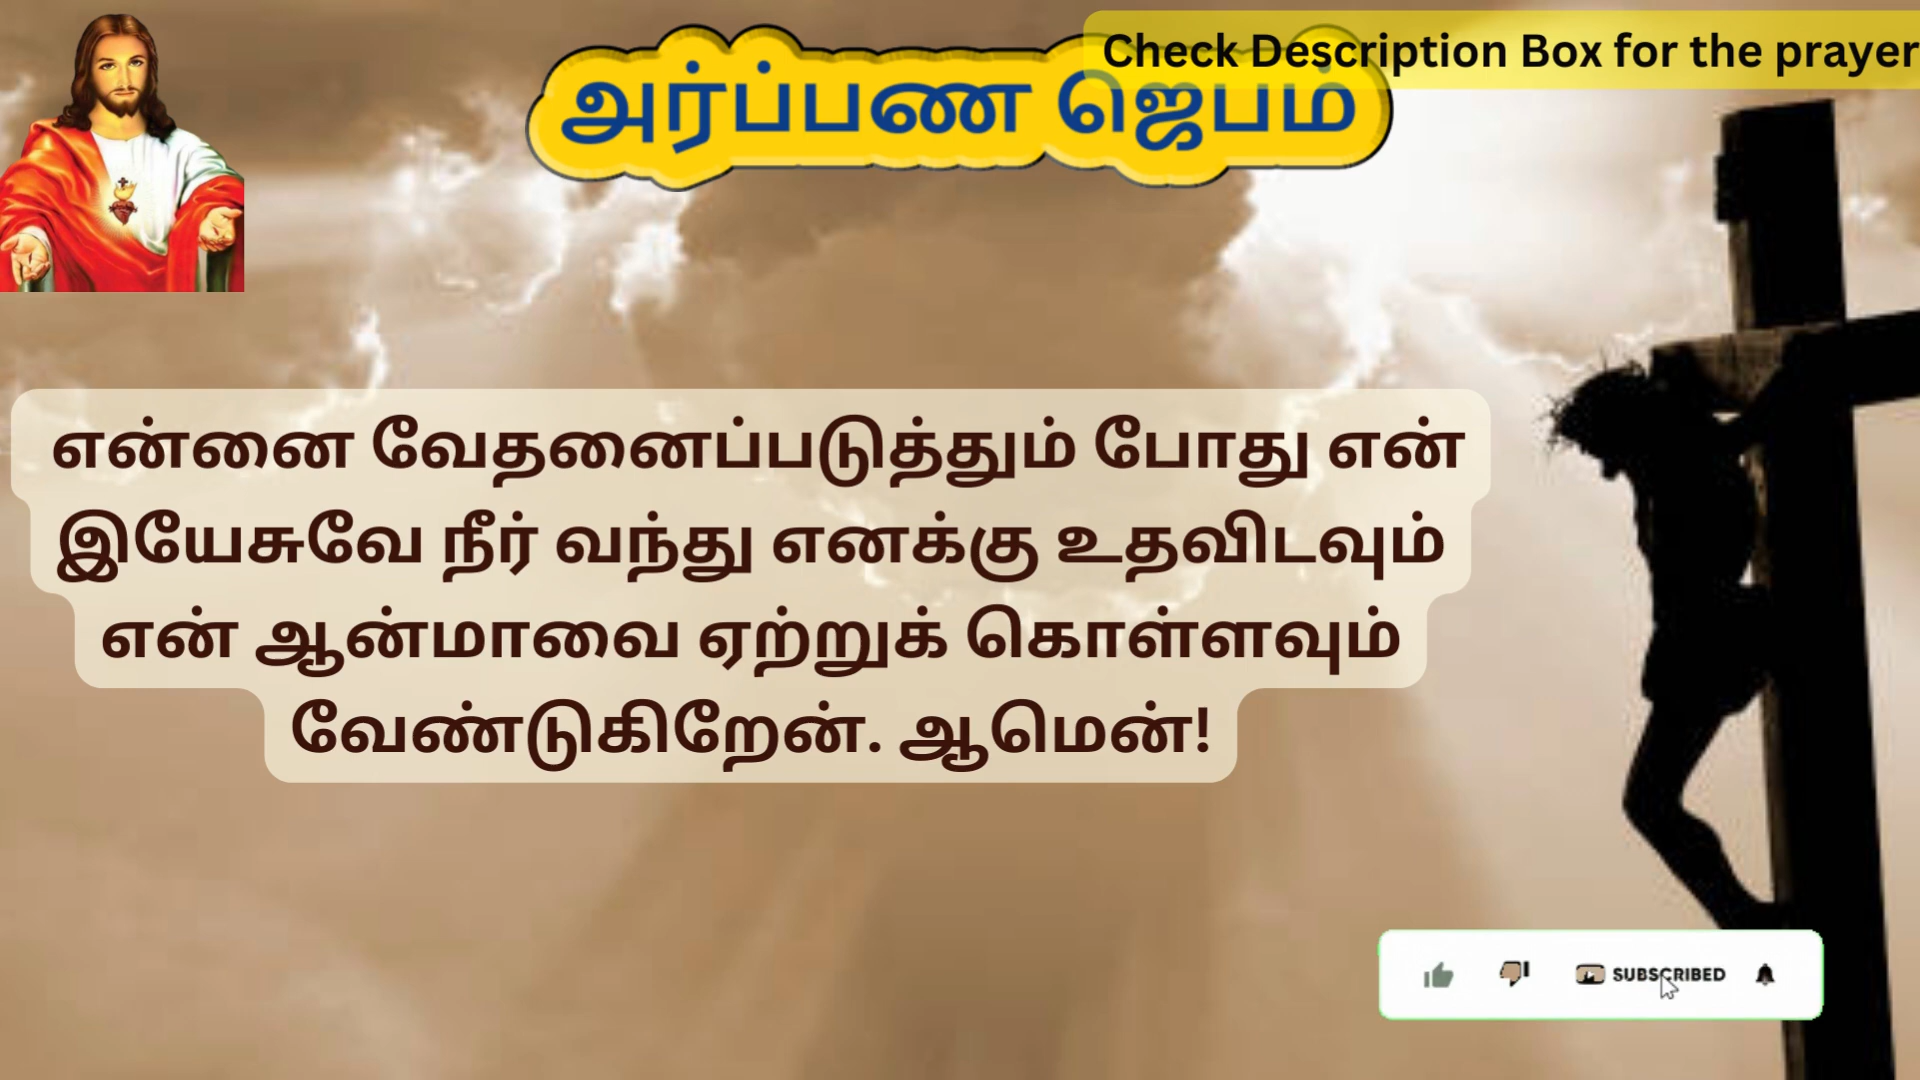 Check Description Box for the prayer
அர்ப்பண ஜெபம்
என்னை வேதனைப்படுத்தும் போது என்
இயேசுவே நீர் வந்து எனக்கு உதவிடவும்
என் ஆன்மாவை ஏற்றுக் கொள்ளவும்
வேண்டுகிறேன். ஆமென்!
SUBSCRIBED